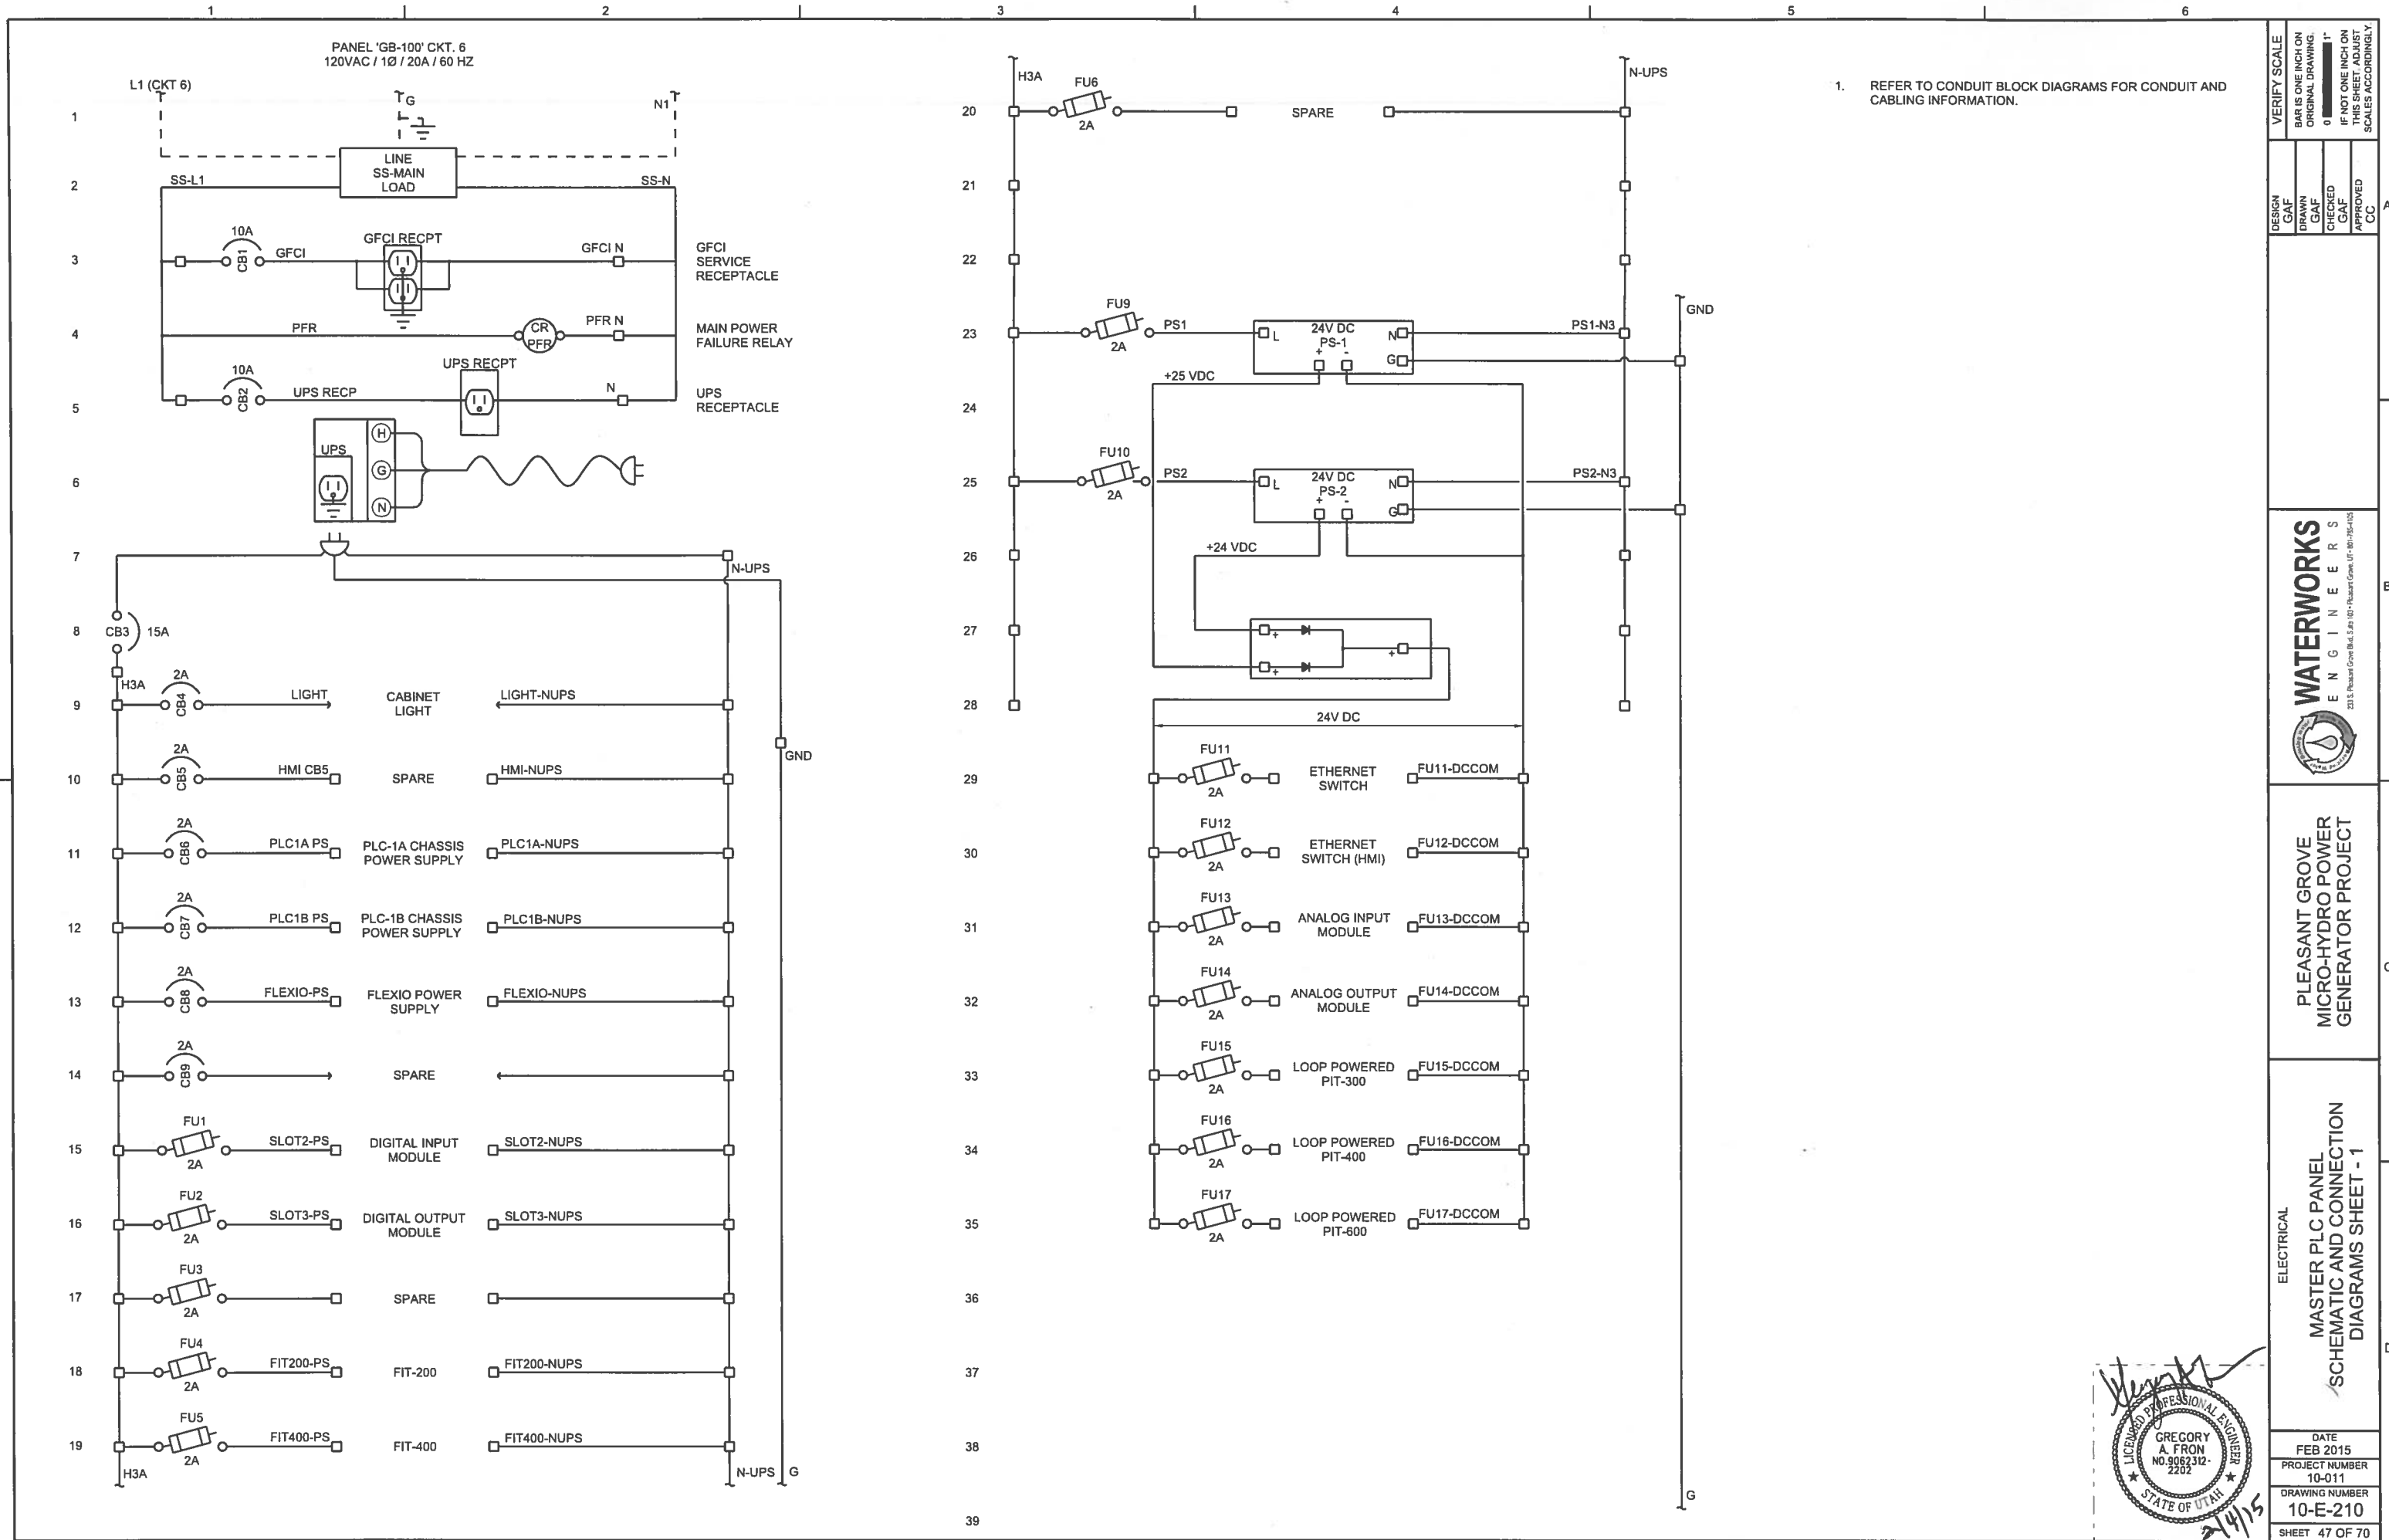 1
2
3
4
5
6
PANEL 'GB-100' CKT. 6
120VAC / 1Ø / 20A / 60 HZ
L1 (CKT 6)
G
N1
1
LINE
SS-MAIN
LOAD
2
SS-L1
SS-N
10A
CB1
GFCI
GFCI RECPT
GFCI N
GFCI
SERVICE
RECEPTACLE
3
4
PFR
CR
PFR
PFR N
MAIN POWER
FAILURE RELAY
10A
CB2
UPS RECP
UPS RECPT
N
UPS
RECEPTACLE
5
UPS
H
G
N
6
7
N-UPS
8
CB3
15A
H3A
2A
9
CB4
LIGHT
CABINET
LIGHT
LIGHT-NUPS
GND
2A
10
CB5
HMI CB5
SPARE
HMI-NUPS
2A
11
CB6
PLC1A PS
PLC-1A CHASSIS
POWER SUPPLY
PLC1A-NUPS
2A
12
CB7
PLC1B PS
PLC-1B CHASSIS
POWER SUPPLY
PLC1B-NUPS
2A
13
CB8
FLEXIO-PS
FLEXIO POWER
SUPPLY
FLEXIO-NUPS
2A
14
CB9
SPARE
FU1
15
2A
SLOT2-PS
DIGITAL INPUT
MODULE
SLOT2-NUPS
FU2
16
2A
SLOT3-PS
DIGITAL OUTPUT
MODULE
SLOT3-NUPS
FU3
17
2A
SPARE
FU4
18
2A
FIT200-PS
FIT-200
FIT200-NUPS
FU5
19
2A
FIT400-PS
FIT-400
FIT400-NUPS
H3A
N-UPS
G
H3A
N-UPS
FU6
20
2A
SPARE
21
22
FU9
23
2A
PS1
L
24V DC
PS-1
+ -
N
G
PS1-N3
GND
+25 VDC
24
FU10
25
2A
PS2
L
24V DC
PS-2
+ -
N
G
PS2-N3
+24 VDC
26
27
+
+
+
28
24V DC
FU11
29
2A
ETHERNET
SWITCH
FU11-DCCOM
FU12
30
2A
ETHERNET
SWITCH (HMI)
FU12-DCCOM
FU13
31
2A
ANALOG INPUT
MODULE
FU13-DCCOM
FU14
32
2A
ANALOG OUTPUT
MODULE
FU14-DCCOM
FU15
33
2A
LOOP POWERED
PIT-300
FU15-DCCOM
FU16
34
2A
LOOP POWERED
PIT-400
FU16-DCCOM
FU17
35
2A
LOOP POWERED
PIT-600
FU17-DCCOM
36
37
38
39
G
1. REFER TO CONDUIT BLOCK DIAGRAMS FOR CONDUIT AND
CABLING INFORMATION.
VERIFY SCALE
BAR IS ONE INCH ON
ORIGINAL DRAWING.
0 1"
IF NOT ONE INCH ON
THIS SHEET, ADJUST
SCALES ACCORDINGLY.
DESIGN
GAF
DRAWN
GAF
CHECKED
GAF
APPROVED
CC
A
B
C
D
WATERWORKS
ENGINEERS
PLEASANT GROVE
MICRO-HYDRO POWER
GENERATOR PROJECT
ELECTRICAL
MASTER PLC PANEL
SCHEMATIC AND CONNECTION
DIAGRAMS SHEET - 1
LICENSED PROFESSIONAL ENGINEER
GREGORY
A. FRON
NO.9062312-
2202
STATE OF UTAH
2/4/15
DATE
FEB 2015
PROJECT NUMBER
10-011
DRAWING NUMBER
10-E-210
SHEET 47 OF 70